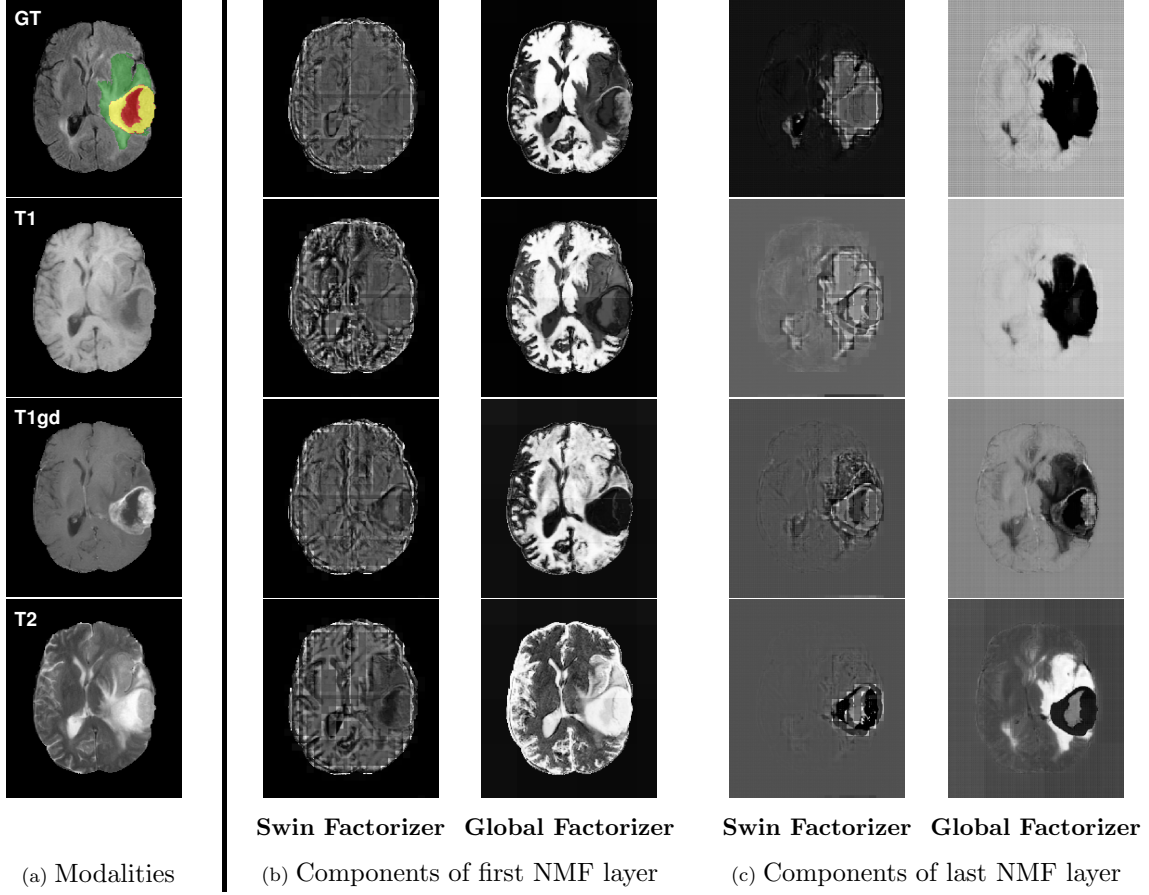 GT
T1
T1gd
T2
Swin Factorizer Global Factorizer Swin Factorizer Global Factorizer
(a) Modalities (b) Components of first NMF layer (c) Components of last NMF layer